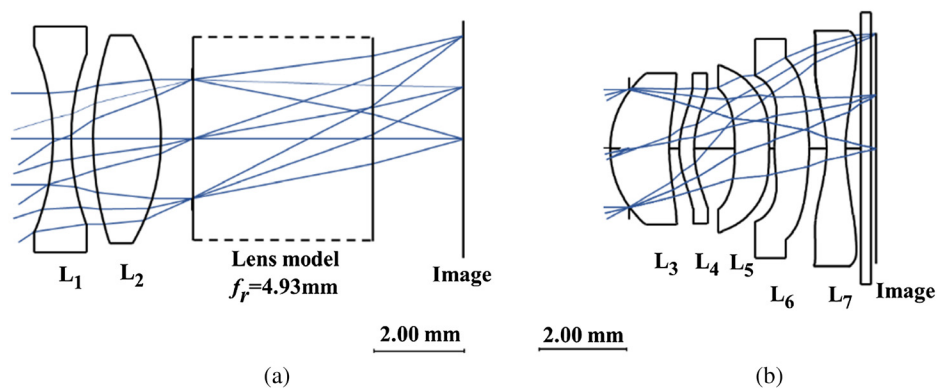 L1
L2
Lens model
fr=4.93mm
Image
2.00 mm
(a)
L3
L4
L5
L6
L7
Image
2.00 mm
(b)